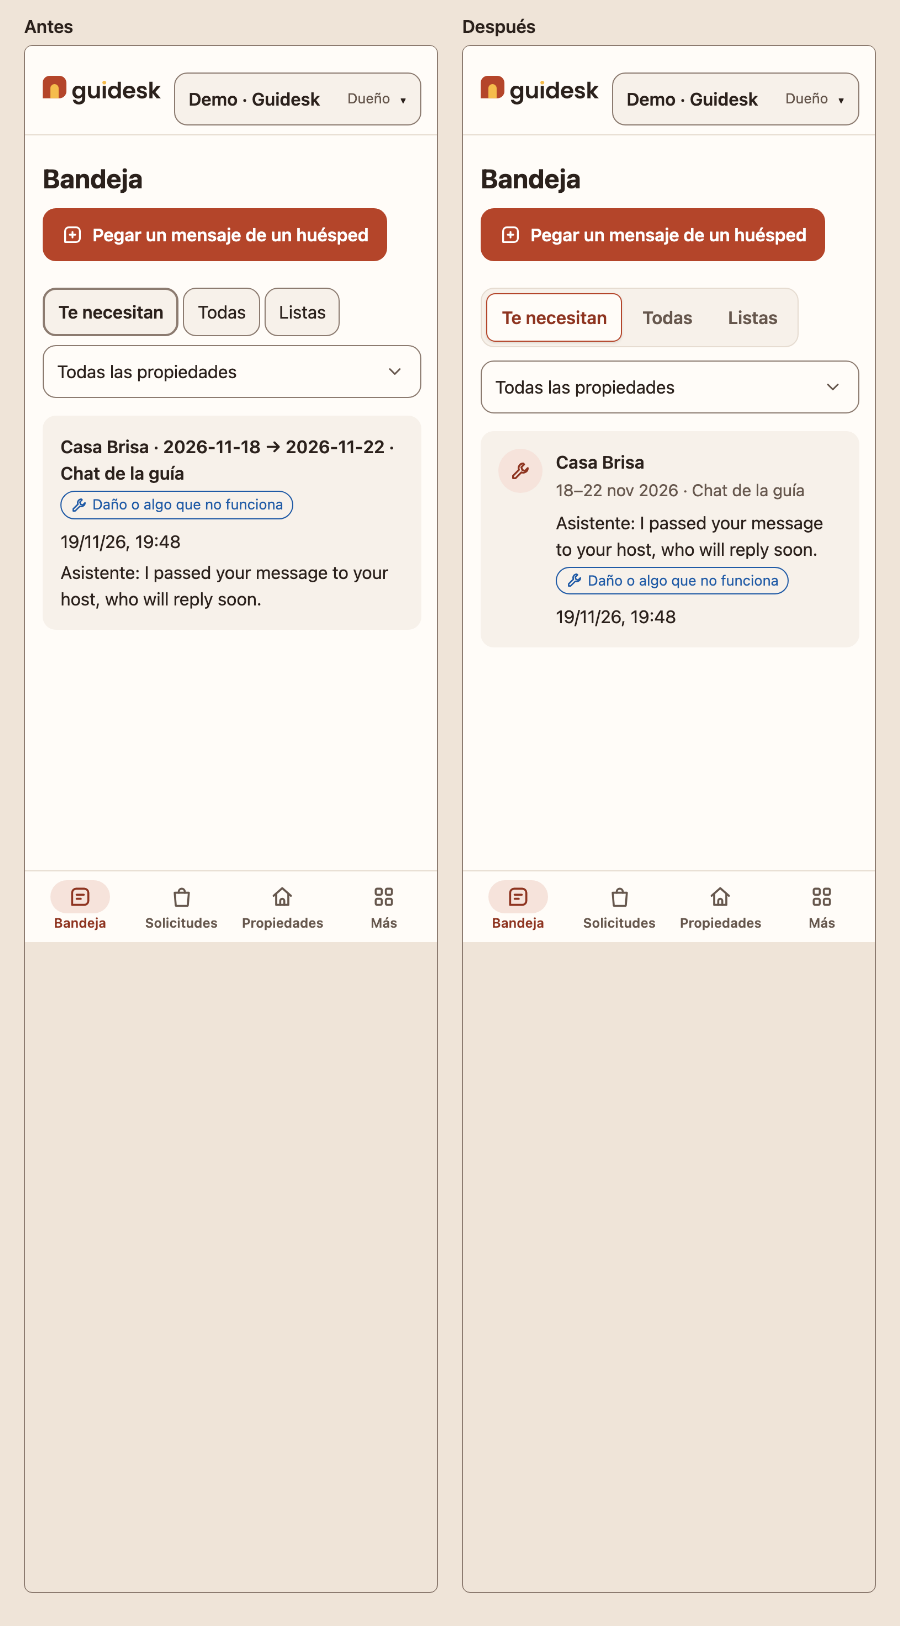 Antes
guidesk
Demo · Guidesk Dueño ▾
Bandeja
Pegar un mensaje de un huésped
Te necesitan Todas Listas
Todas las propiedades
Casa Brisa · 2026-11-18 → 2026-11-22 ·
Chat de la guía
Daño o algo que no funciona
19/11/26, 19:48
Asistente: I passed your message to your
host, who will reply soon.
Bandeja Solicitudes Propiedades Más
Después
guidesk
Demo · Guidesk Dueño ▾
Bandeja
Pegar un mensaje de un huésped
Te necesitan Todas Listas
Todas las propiedades
Casa Brisa
18–22 nov 2026 · Chat de la guía
Asistente: I passed your message
to your host, who will reply soon.
Daño o algo que no funciona
19/11/26, 19:48
Bandeja Solicitudes Propiedades Más